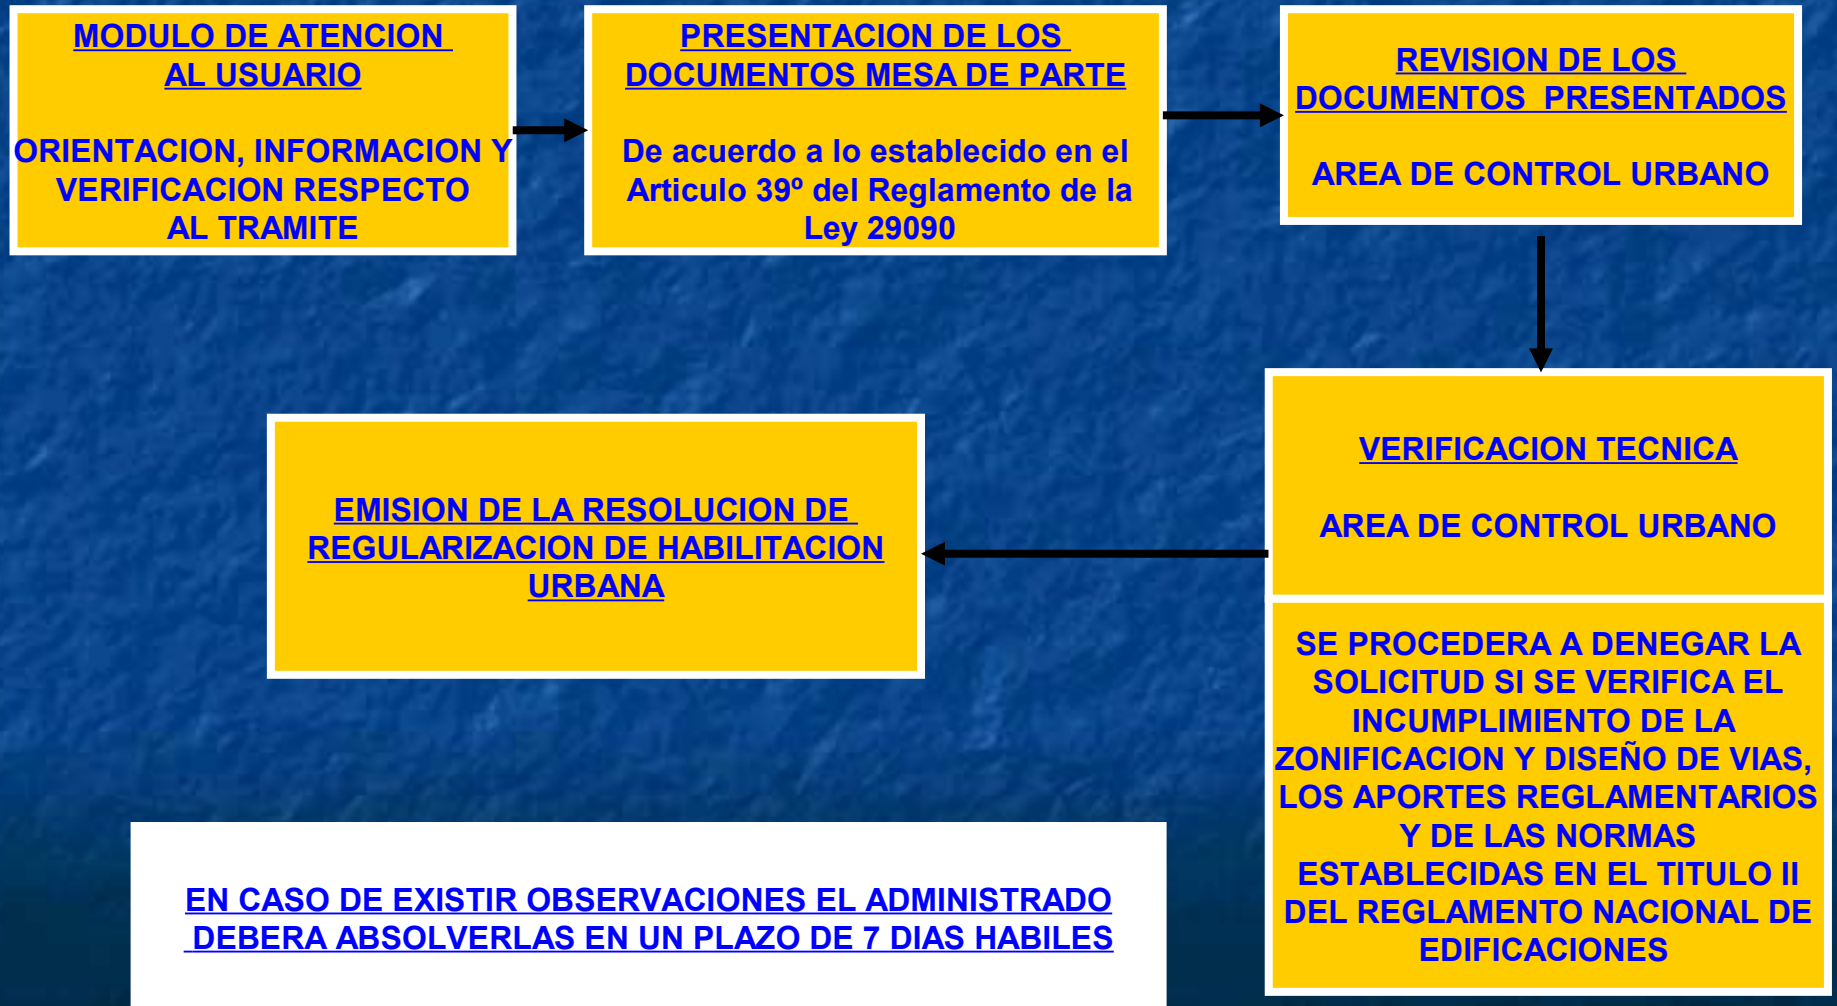 MODULO DE ATENCION
AL USUARIO
ORIENTACION, INFORMACION Y
VERIFICACION RESPECTO
AL TRAMITE
PRESENTACION DE LOS
DOCUMENTOS MESA DE PARTE
De acuerdo a lo establecido en el
Articulo 39º del Reglamento de la
Ley 29090
REVISION DE LOS
DOCUMENTOS PRESENTADOS
AREA DE CONTROL URBANO
VERIFICACION TECNICA
AREA DE CONTROL URBANO
SE PROCEDERA A DENEGAR LA
SOLICITUD SI SE VERIFICA EL
INCUMPLIMIENTO DE LA
ZONIFICACION Y DISEÑO DE VIAS,
LOS APORTES REGLAMENTARIOS
Y DE LAS NORMAS
ESTABLECIDAS EN EL TITULO II
DEL REGLAMENTO NACIONAL DE
EDIFICACIONES
EMISION DE LA RESOLUCION DE
REGULARIZACION DE HABILITACION
URBANA
EN CASO DE EXISTIR OBSERVACIONES EL ADMINISTRADO
DEBERA ABSOLVERLAS EN UN PLAZO DE 7 DIAS HABILES